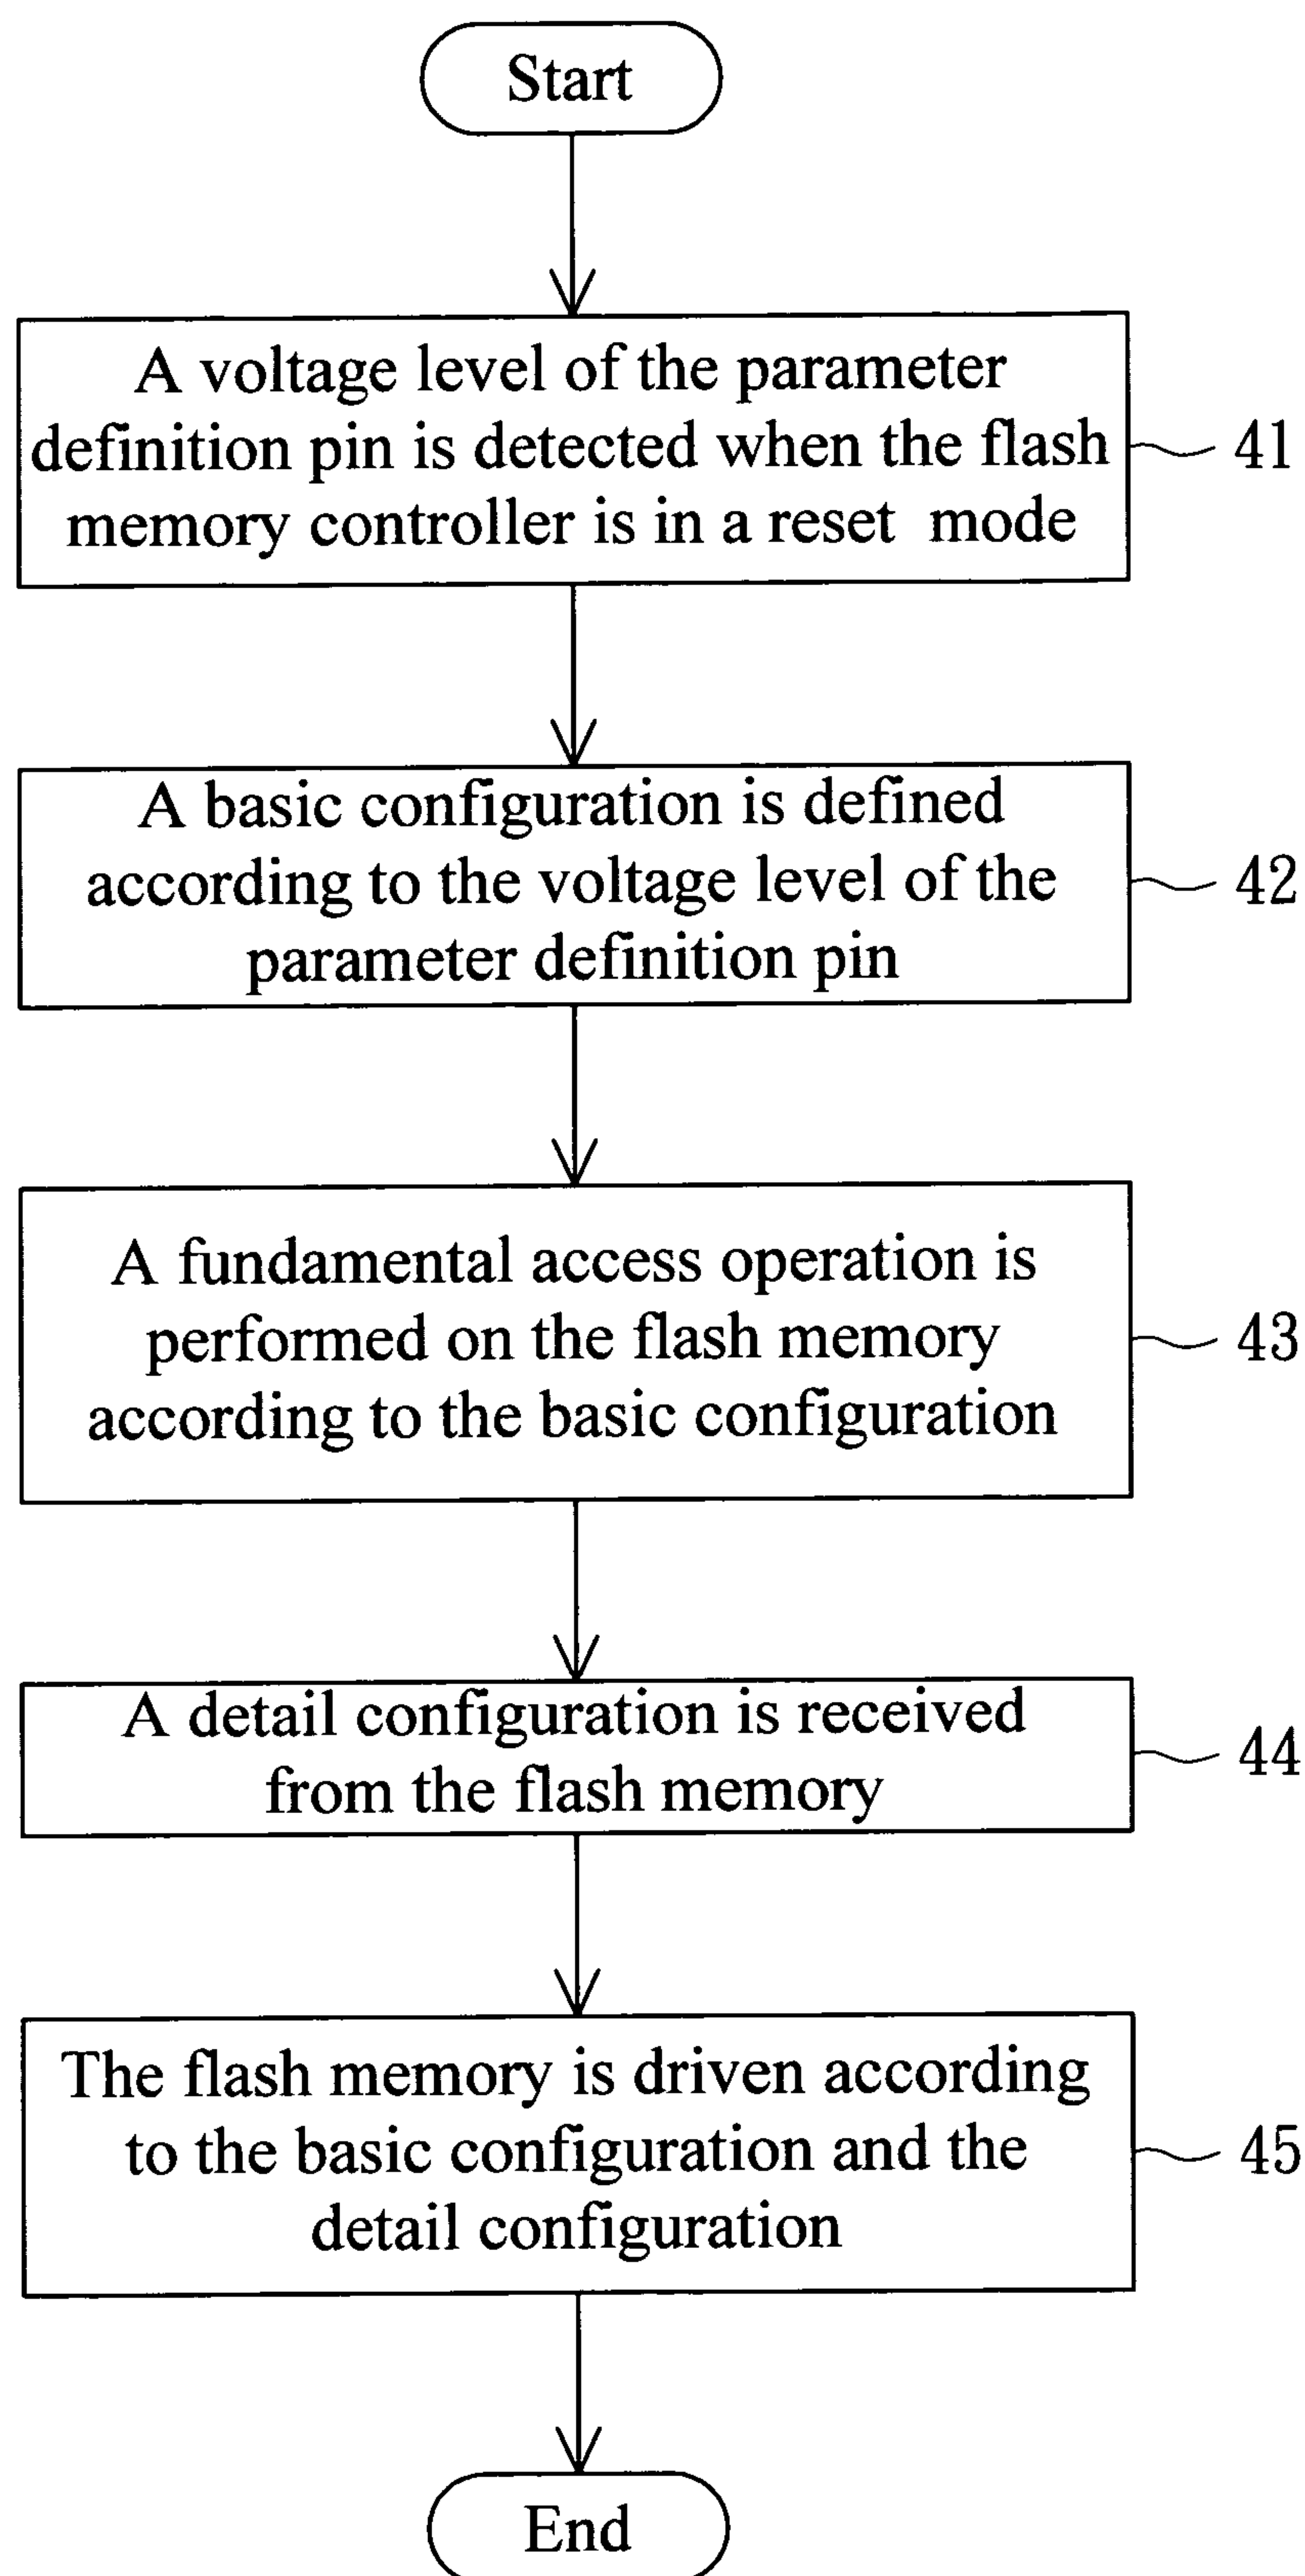 Start
A voltage level of the parameter
definition pin is detected when the flash
memory controller is in a reset mode
41
A basic configuration is defined
according to the voltage level of the
parameter definition pin
42
A fundamental access operation is
performed on the flash memory
according to the basic configuration
43
A detail configuration is received
from the flash memory
44
The flash memory is driven according
to the basic configuration and the
detail configuration
45
End